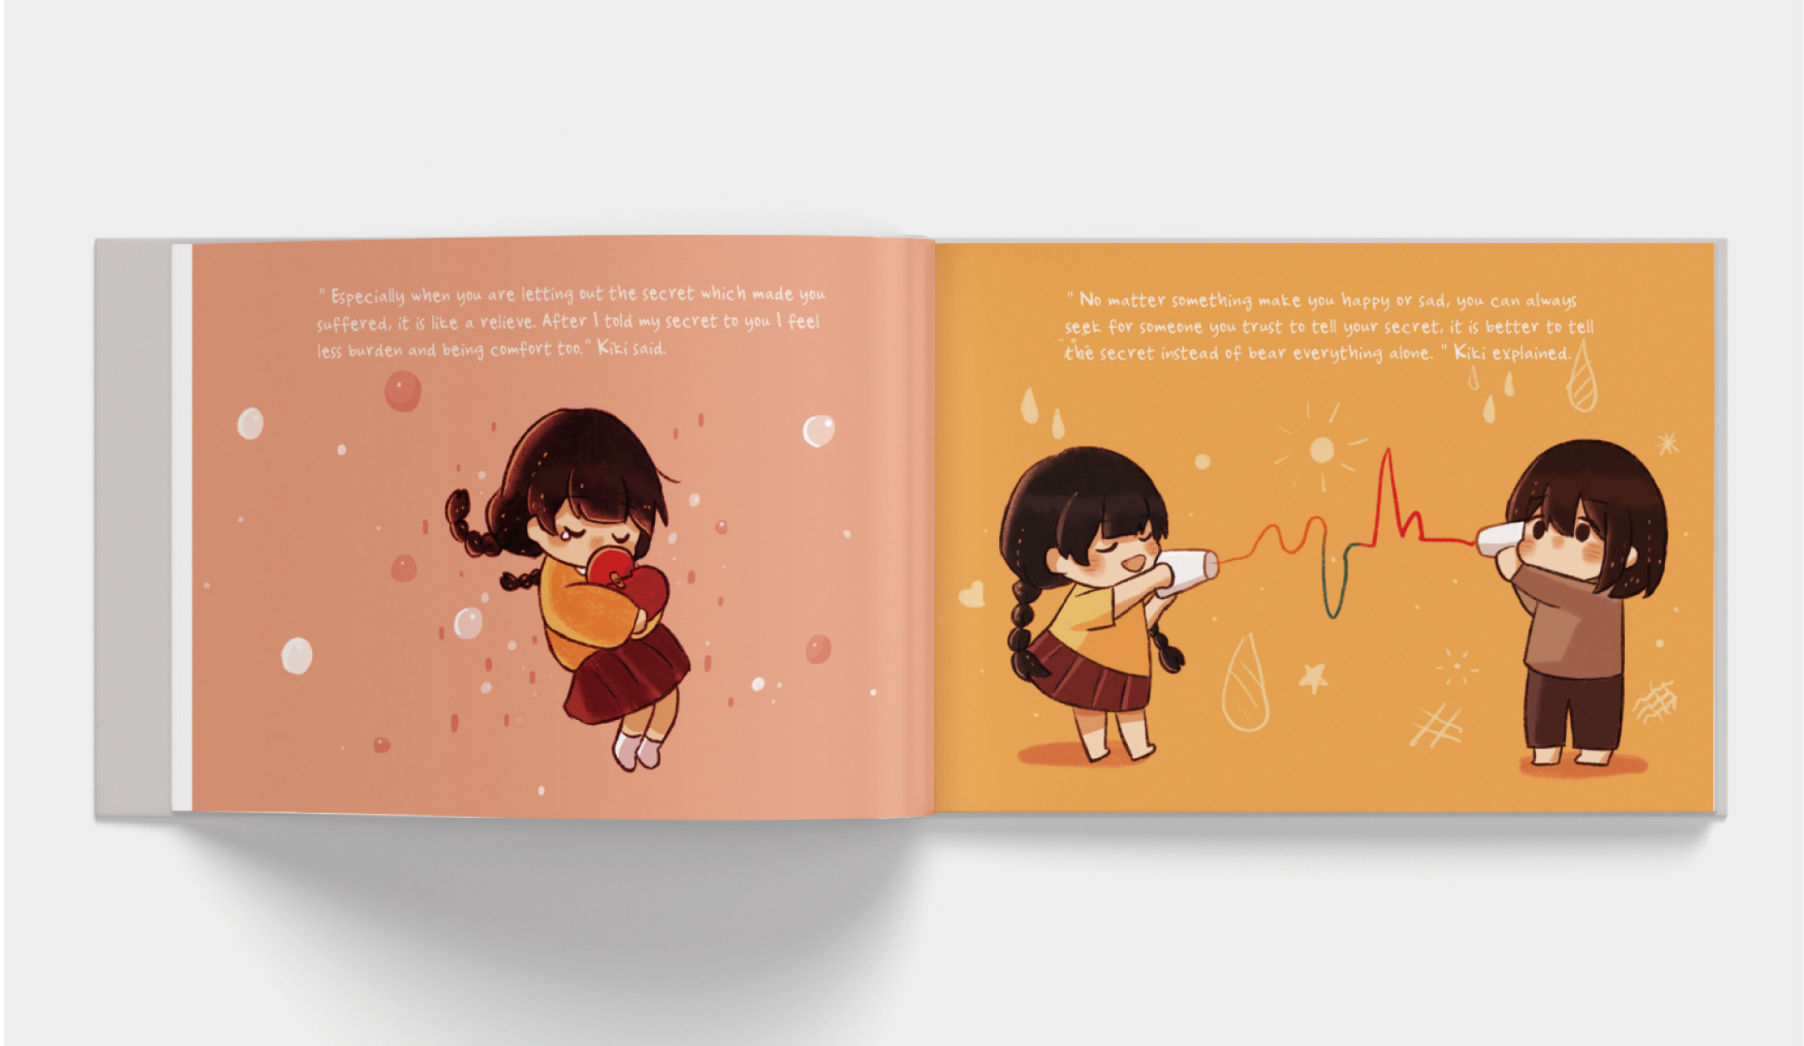 " Especially when you are letting out the secret which made you
suffered, it is like a relieve. After I told my secret to you I feel
less burden and being comfort too." Kiki said.
" No matter something make you happy or sad, you can always
seek for someone you trust to tell your secret, it is better to tell
the secret instead of bear everything alone. " Kiki explained.